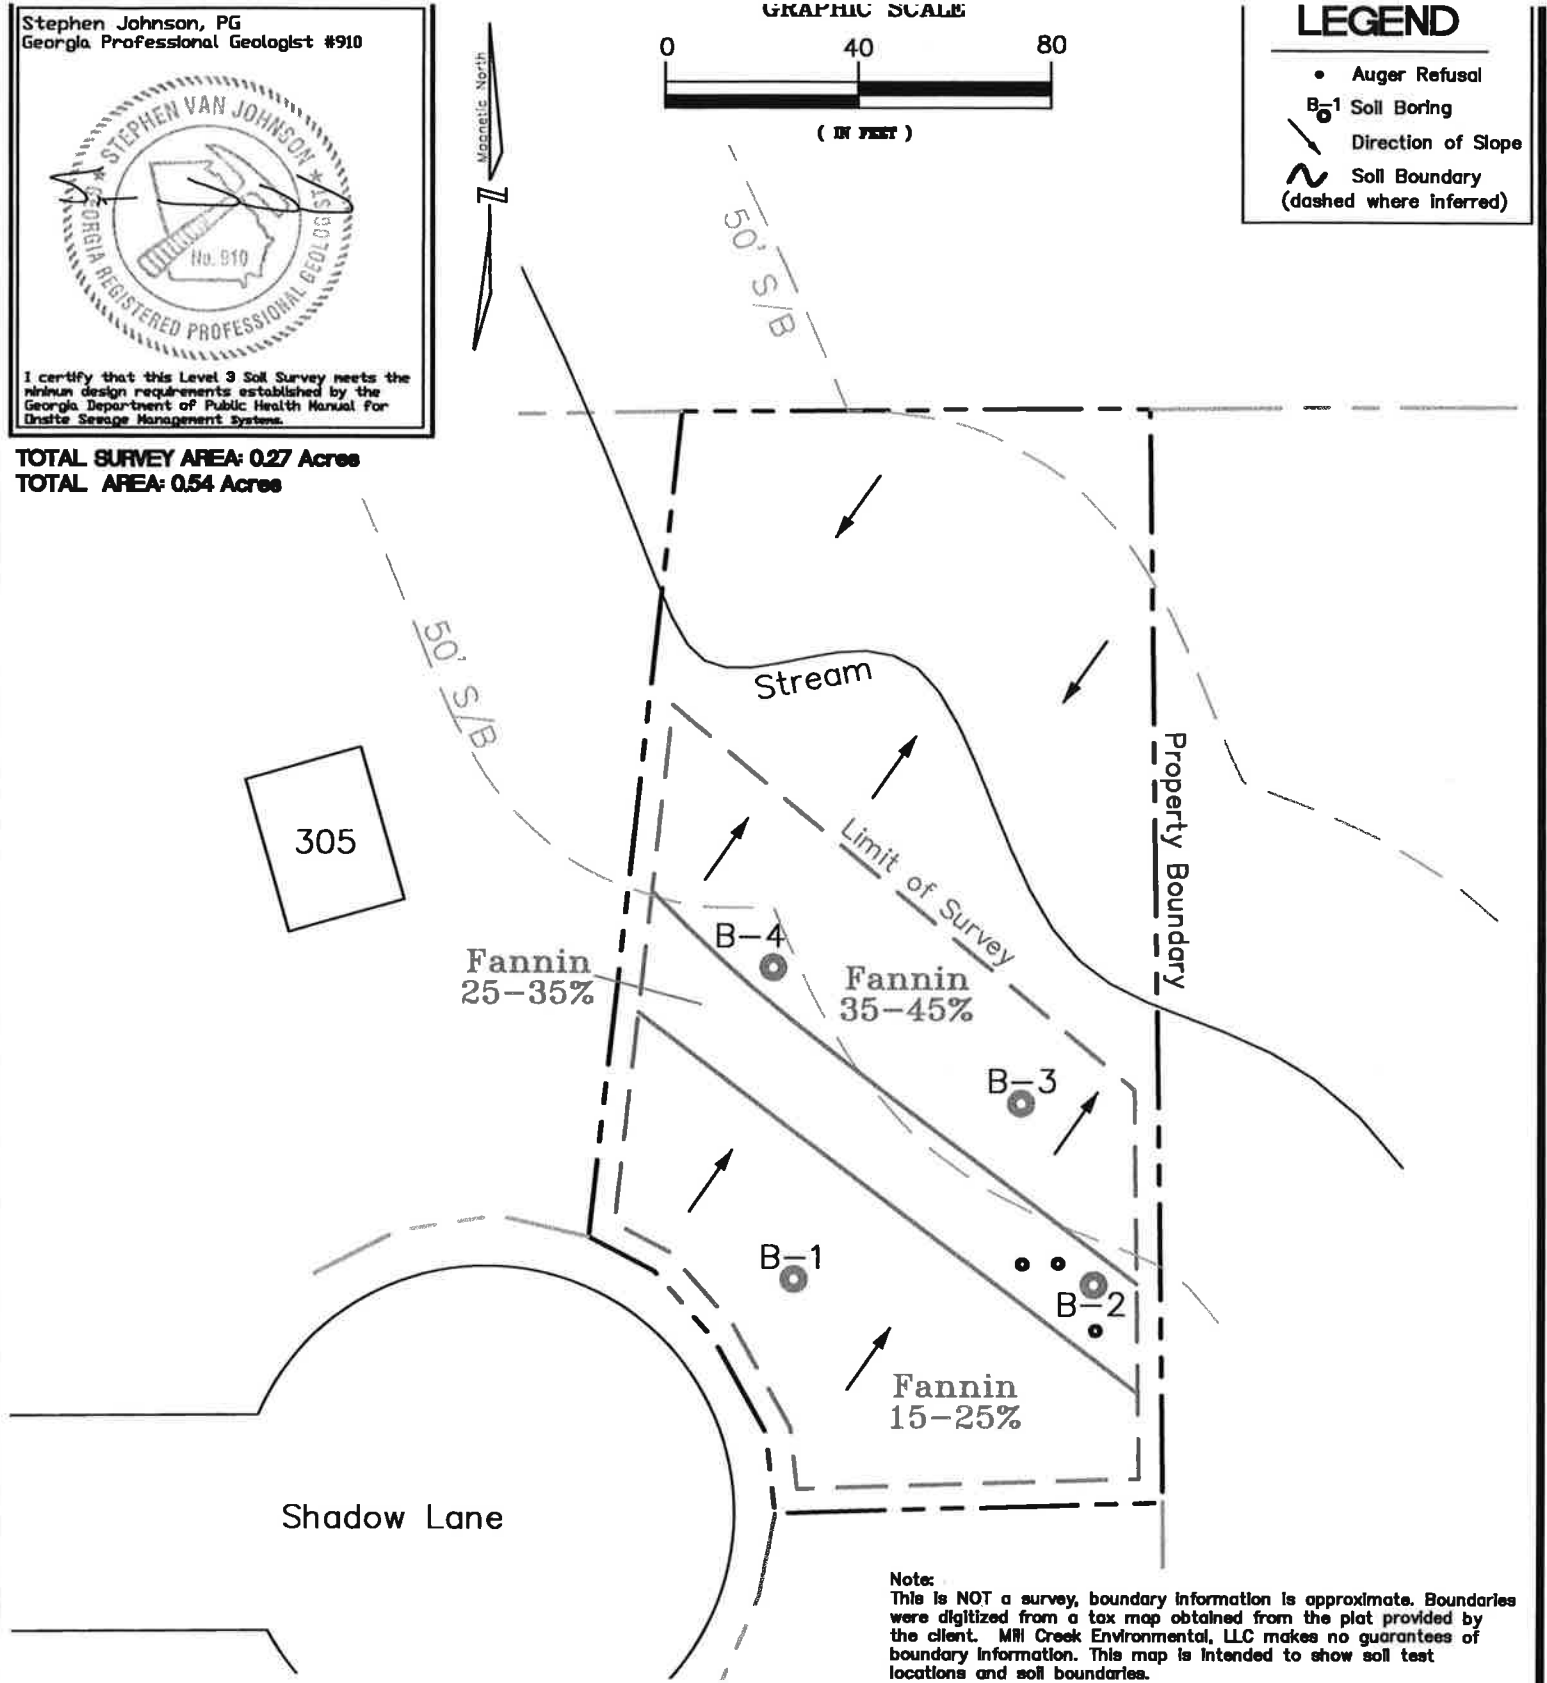 Stephen Johnson, PG
Georgia Professional Geologist #910
STEPHEN VAN JOHNSON
GEORGIA REGISTERED PROFESSIONAL GEOLOGIST
No. 910
I certify that this Level 3 Soil Survey meets the
minimum design requirements established by the
Georgia Department of Public Health Manual for
Onsite Sewage Management Systems.
TOTAL SURVEY AREA: 0.27 Acres
TOTAL AREA: 0.54 Acres
Magnetic North
N
GRAPHIC SCALE
0 40 80
( IN FEET )
LEGEND
Auger Refusal
B-1 Soil Boring
Direction of Slope
Soil Boundary
(dashed where inferred)
50' S/B
50' S/B
Stream
Property Boundary
305
Limit of Survey
B-4
Fannin
25-35%
Fannin
35-45%
B-3
B-1
B-2
Fannin
15-25%
Shadow Lane
Note:
This is NOT a survey, boundary information is approximate. Boundaries
were digitized from a tax map obtained from the plat provided by
the client. Mill Creek Environmental, LLC makes no guarantees of
boundary information. This map is intended to show soil test
locations and soil boundaries.